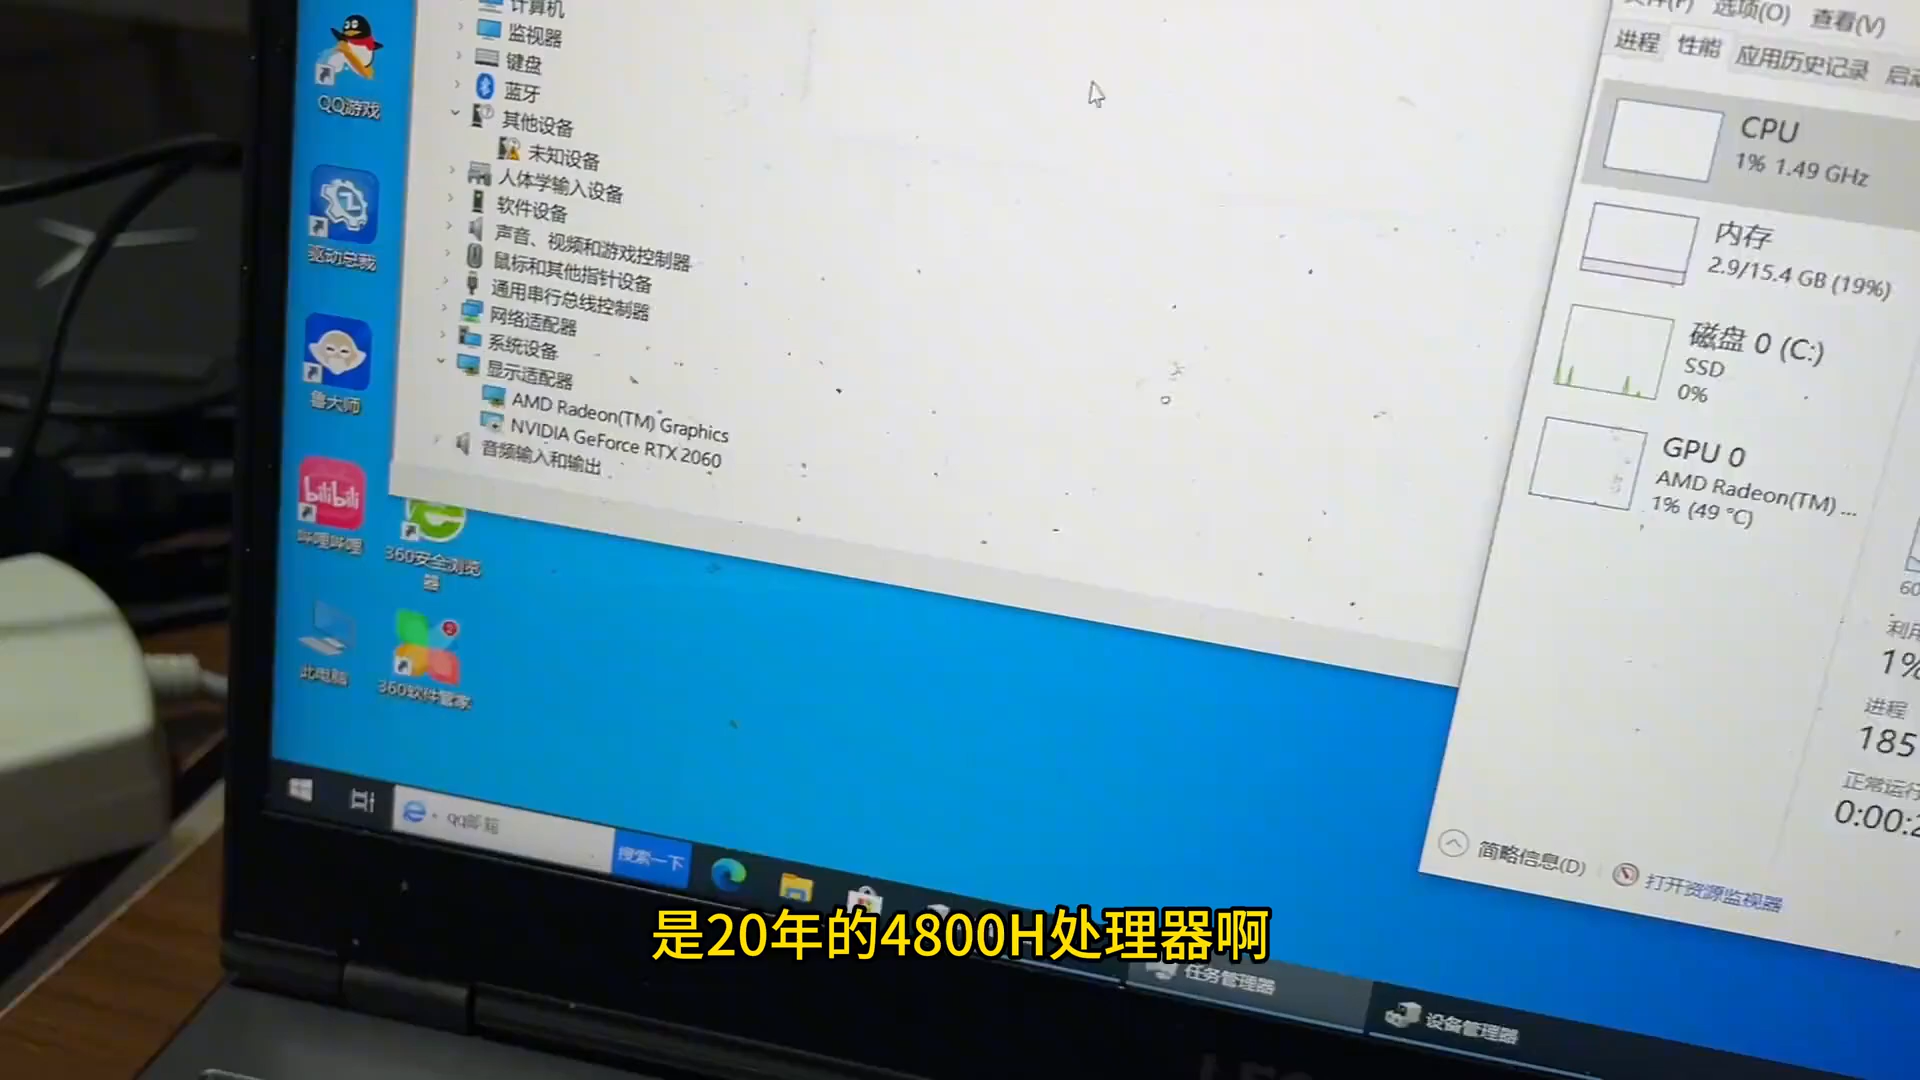 QQ游戏
驱动总裁
鲁大师
bilibili
哔哩哔哩
360安全浏览器
此电脑
360软件管家
计算机
监视器
键盘
蓝牙
其他设备
未知设备
人体学输入设备
软件设备
声音、视频和游戏控制器
鼠标和其他指针设备
通用串行总线控制器
网络适配器
系统设备
显示适配器
AMD Radeon(TM) Graphics
NVIDIA GeForce RTX 2060
音频输入和输出
选项(O) 查看(V)
进程 性能 应用历史记录
CPU
1% 1.49 GHz
内存
2.9/15.4 GB (19%)
磁盘 0 (C:)
SSD
0%
GPU 0
AMD Radeon(TM) ...
1% (49 °C)
60
1%
进程
185
正常运行
0:00:2
简略信息(D)
打开资源监视器
qq邮箱
搜索一下
任务管理器
设备管理器
是20年的4800H处理器啊